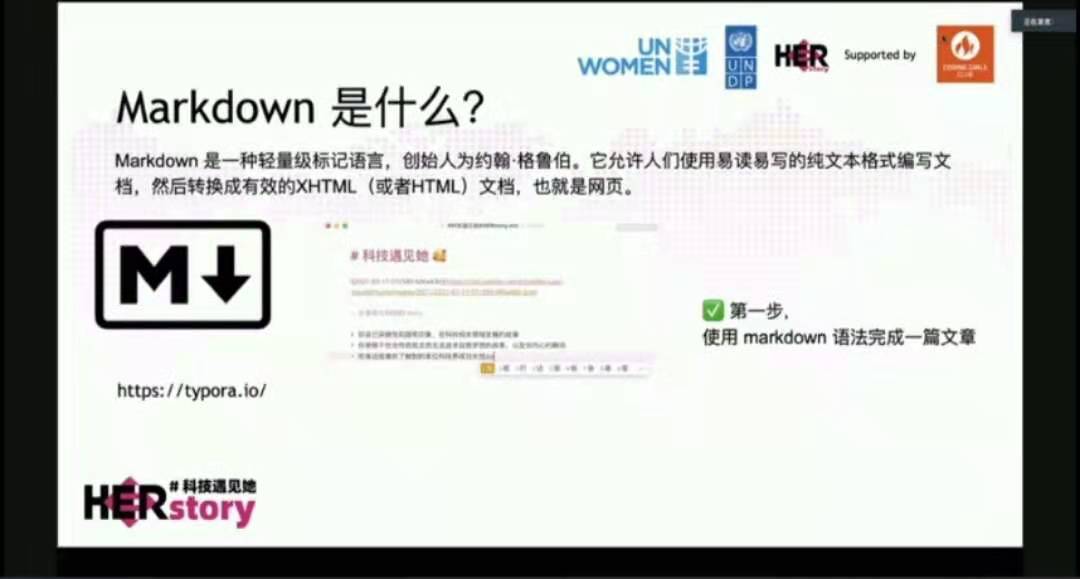 UN
WOMEN
UN
DP
HER
story
Supported by
CODING GIRLS
Markdown 是什么?
Markdown 是一种轻量级标记语言，创始人为约翰·格鲁伯。它允许人们使用易读易写的纯文本格式编写文
档，然后转换成有效的XHTML（或者HTML）文档，也就是网页。
M
# 科技遇见她
✅ 第一步，
使用 markdown 语法完成一篇文章
https://typora.io/
# 科技遇见她
HERstory